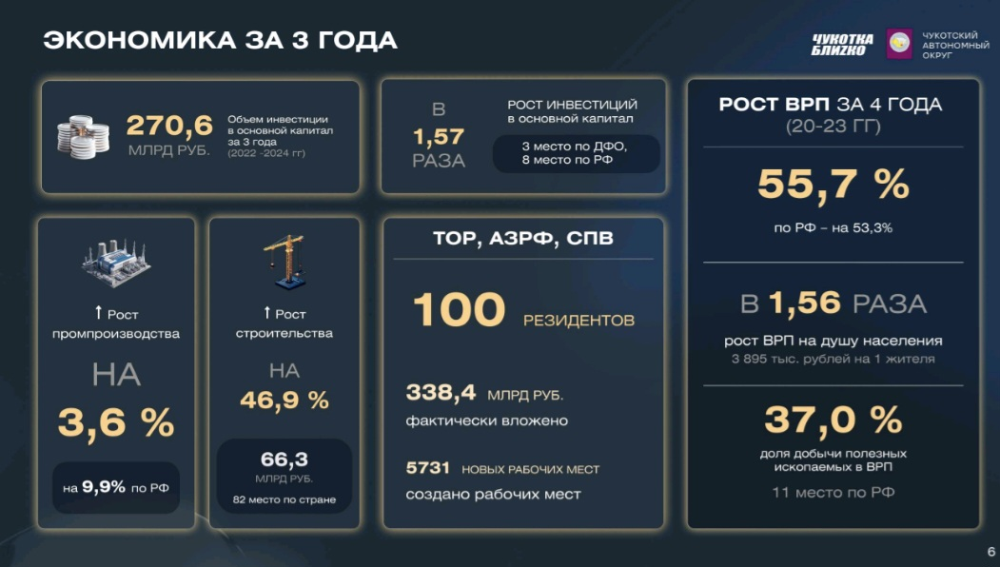 ЭКОНОМИКА ЗА 3 ГОДА
ЧУКОТКА
БЛИZКО
ЧУКОТСКИЙ
АВТОНОМНЫЙ
ОКРУГ
270,6
МЛРД РУБ.
Объем инвестиции
в основной капитал
за 3 года
(2022 -2024 гг)
В
1,57
РАЗА
РОСТ ИНВЕСТИЦИЙ
в основной капитал
3 место по ДФО,
8 место по РФ
↑ Рост
промпроизводства
НА
3,6 %
на 9,9% по РФ
↑ Рост
строительства
НА
46,9 %
66,3
МЛРД РУБ.
82 место по стране
ТОР, АЗРФ, СПВ
100 РЕЗИДЕНТОВ
338,4 МЛРД РУБ.
фактически вложено
5731 НОВЫХ РАБОЧИХ МЕСТ
создано рабочих мест
РОСТ ВРП ЗА 4 ГОДА
(20-23 ГГ)
55,7 %
по РФ – на 53,3%
В 1,56 РАЗА
рост ВРП на душу населения
3 895 тыс. рублей на 1 жителя
37,0 %
доля добычи полезных
ископаемых в ВРП
11 место по РФ
6